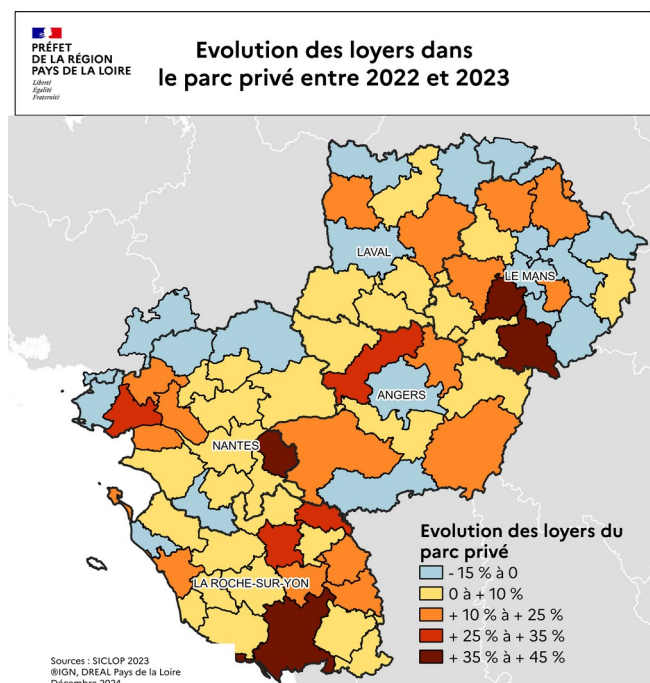 PRÉFET
DE LA RÉGION
PAYS DE LA LOIRE
Liberté
Égalité
Fraternité
Evolution des loyers dans
le parc privé entre 2022 et 2023
LAVAL
LE MANS
ANGERS
NANTES
LA ROCHE-SUR-YON
Evolution des loyers du
parc privé
- 15 % à 0
0 à + 10 %
+ 10 % à + 25 %
+ 25 % à + 35 %
+ 35 % à + 45 %
Sources : SICLOP 2023
®IGN, DREAL Pays de la Loire
Décembre 2024